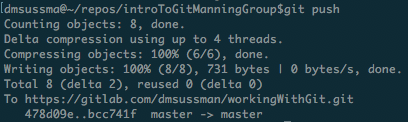 dmsussma@~/repos/introToGitManningGroup$git push
Counting objects: 8, done.
Delta compression using up to 4 threads.
Compressing objects: 100% (6/6), done.
Writing objects: 100% (8/8), 731 bytes | 0 bytes/s, done.
Total 8 (delta 2), reused 0 (delta 0)
To https://gitlab.com/dmsussman/workingWithGit.git
   478d09e..bcc741f  master -> master